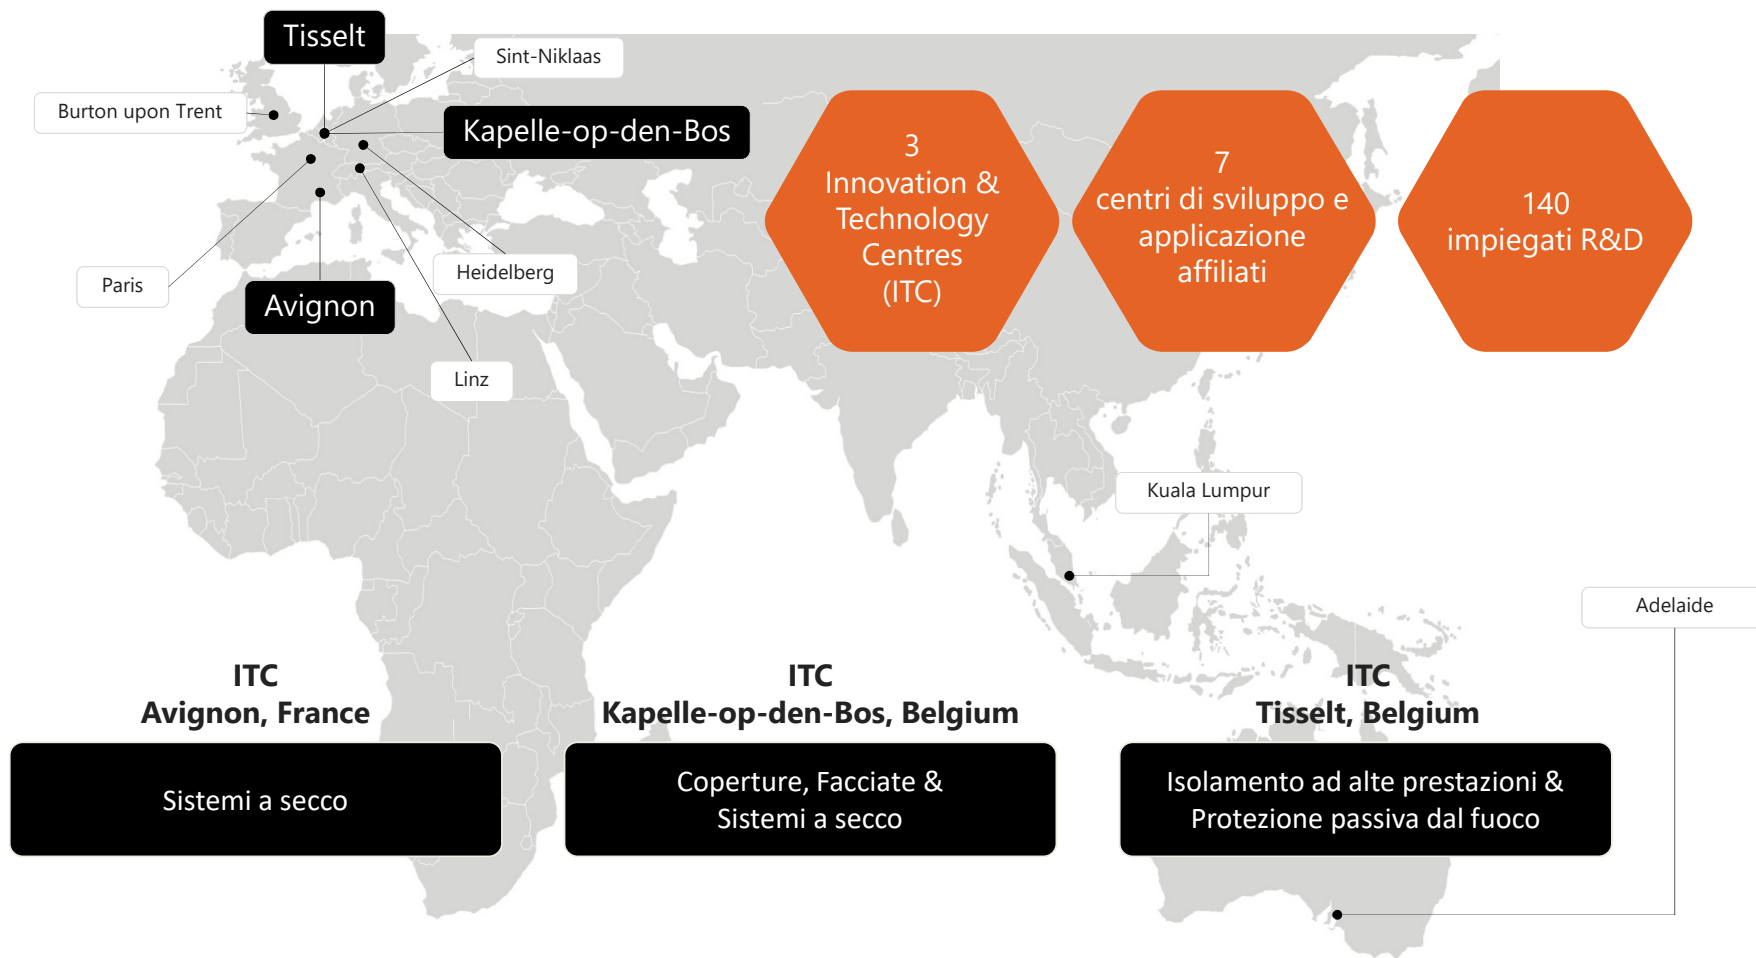 Tisselt
Sint-Niklaas
Burton upon Trent
Kapelle-op-den-Bos
Paris
Avignon
Heidelberg
Linz
3
Innovation &
Technology
Centres
(ITC)
7
centri di sviluppo e
applicazione
affiliati
140
impiegati R&D
Kuala Lumpur
Adelaide
ITC
Avignon, France
Sistemi a secco
ITC
Kapelle-op-den-Bos, Belgium
Coperture, Facciate &
Sistemi a secco
ITC
Tisselt, Belgium
Isolamento ad alte prestazioni &
Protezione passiva dal fuoco